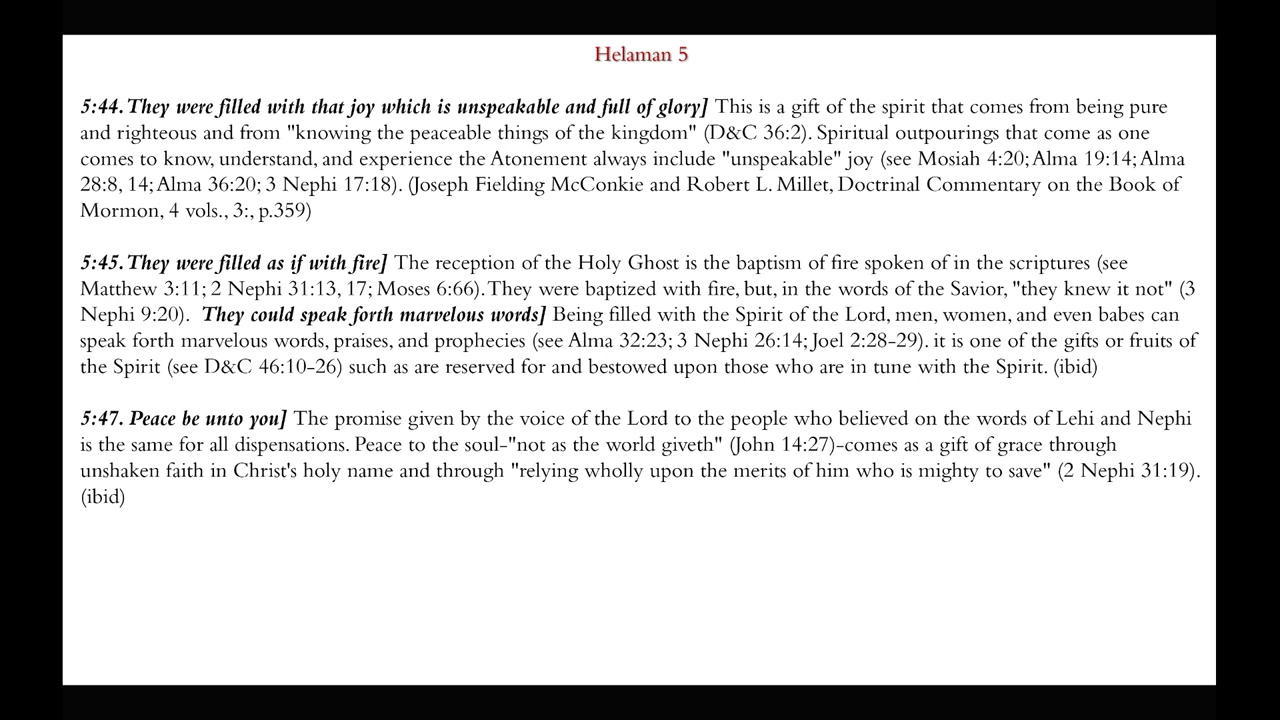 Helaman 5
5:44. They were filled with that joy which is unspeakable and full of glory] This is a gift of the spirit that comes from being pure
and righteous and from "knowing the peaceable things of the kingdom" (D&C 36:2). Spiritual outpourings that come as one
comes to know, understand, and experience the Atonement always include "unspeakable" joy (see Mosiah 4:20; Alma 19:14; Alma
28:8, 14; Alma 36:20; 3 Nephi 17:18). (Joseph Fielding McConkie and Robert L. Millet, Doctrinal Commentary on the Book of
Mormon, 4 vols., 3:, p.359)
5:45. They were filled as if with fire] The reception of the Holy Ghost is the baptism of fire spoken of in the scriptures (see
Matthew 3:11; 2 Nephi 31:13, 17; Moses 6:66). They were baptized with fire, but, in the words of the Savior, "they knew it not" (3
Nephi 9:20). They could speak forth marvelous words] Being filled with the Spirit of the Lord, men, women, and even babes can
speak forth marvelous words, praises, and prophecies (see Alma 32:23; 3 Nephi 26:14; Joel 2:28-29). it is one of the gifts or fruits of
the Spirit (see D&C 46:10-26) such as are reserved for and bestowed upon those who are in tune with the Spirit. (ibid)
5:47. Peace be unto you] The promise given by the voice of the Lord to the people who believed on the words of Lehi and Nephi
is the same for all dispensations. Peace to the soul-"not as the world giveth" (John 14:27)-comes as a gift of grace through
unshaken faith in Christ's holy name and through "relying wholly upon the merits of him who is mighty to save" (2 Nephi 31:19).
(ibid)